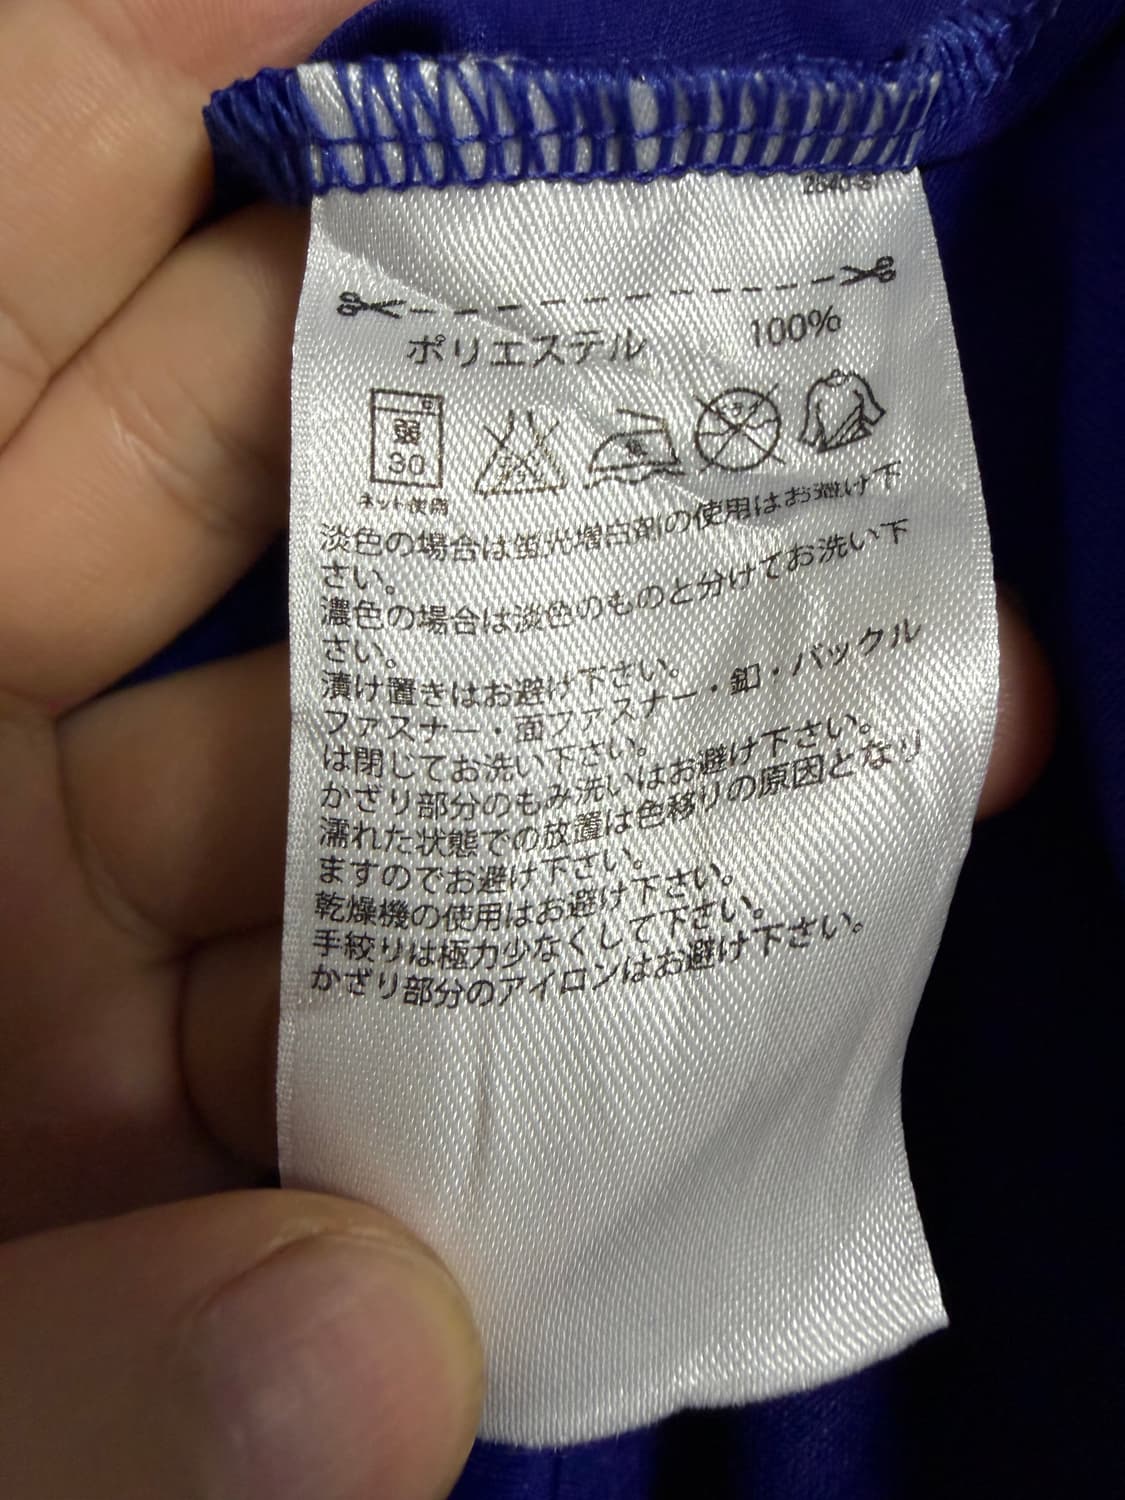 ポリエステル 100%
弱
30
ネット使用
淡色の場合は蛍光増白剤の使用はお避け下
さい。
濃色の場合は淡色のものと分けてお洗い下
さい。
漬け置きはお避け下さい。
ファスナー・面ファスナー・釦・バックル
は閉じてお洗い下さい。
かざり部分のもみ洗いはお避け下さい。
濡れた状態での放置は色移りの原因となり
ますのでお避け下さい。
乾燥機の使用はお避け下さい。
手絞りは極力少なくして下さい。
かざり部分のアイロンはお避け下さい。